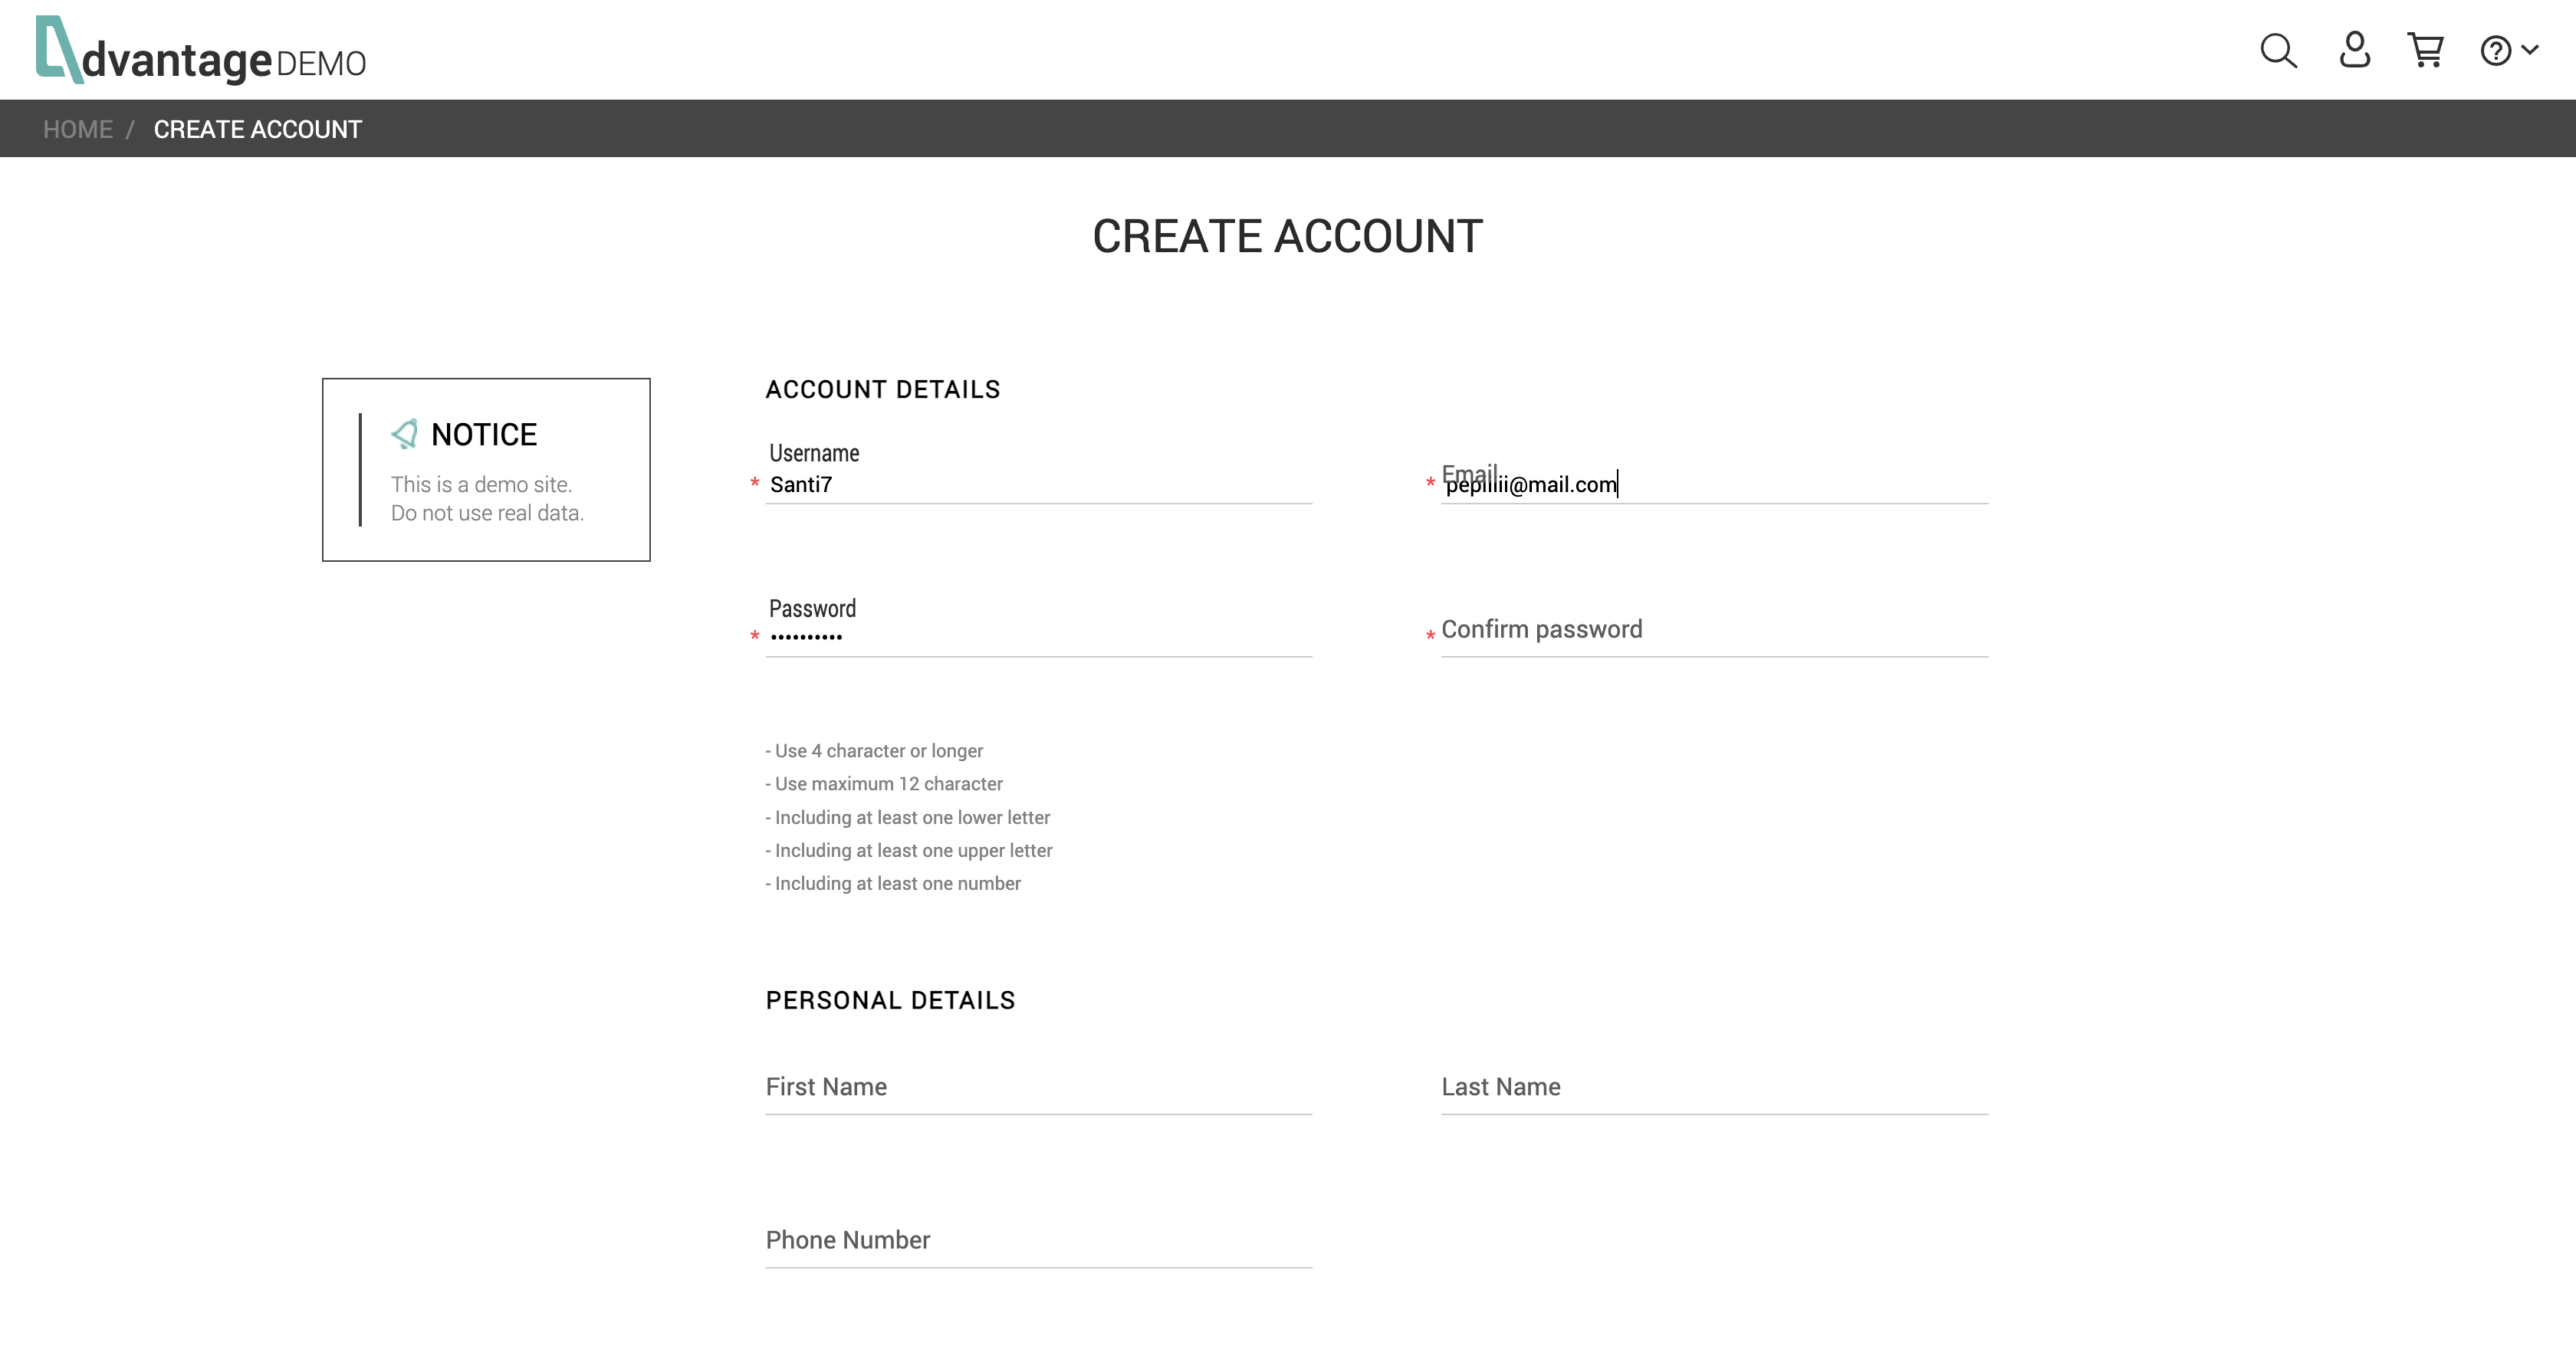 dvantage DEMO
HOME / CREATE ACCOUNT
CREATE ACCOUNT
NOTICE
This is a demo site.
Do not use real data.
ACCOUNT DETAILS
Username
* Santi7
Email
* @mail.com
Password
* ••••••••••
* Confirm password
- Use 4 character or longer
- Use maximum 12 character
- Including at least one lower letter
- Including at least one upper letter
- Including at least one number
PERSONAL DETAILS
First Name
Last Name
Phone Number